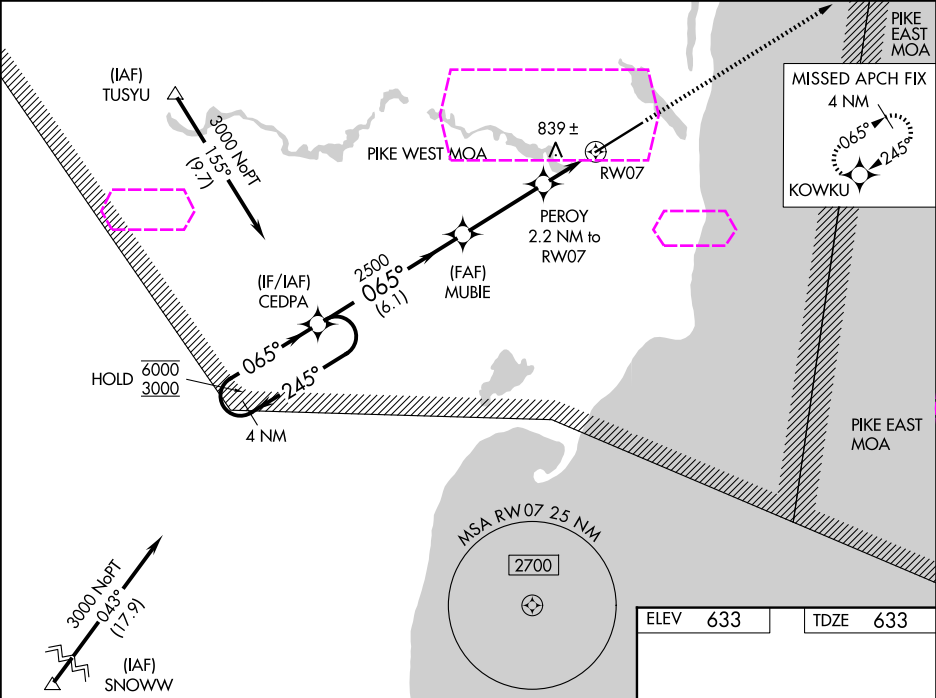 PIKE
EAST
MOA
MISSED APCH FIX
4 NM
065°
245°
KOWKU
(IAF)
TUSYU
3000 NoPT
155°
(9.7)
839 ±
PIKE WEST MOA
RW07
PEROY
2.2 NM to
RW07
(FAF)
MUBIE
2500
065°
(6.1)
(IF/IAF)
CEDPA
065°
245°
HOLD
6000
3000
4 NM
PIKE EAST
MOA
MSA RW07 25 NM
2700
3000 NoPT
043°
(17.9)
(IAF)
SNOWW
ELEV 633
TDZE 633